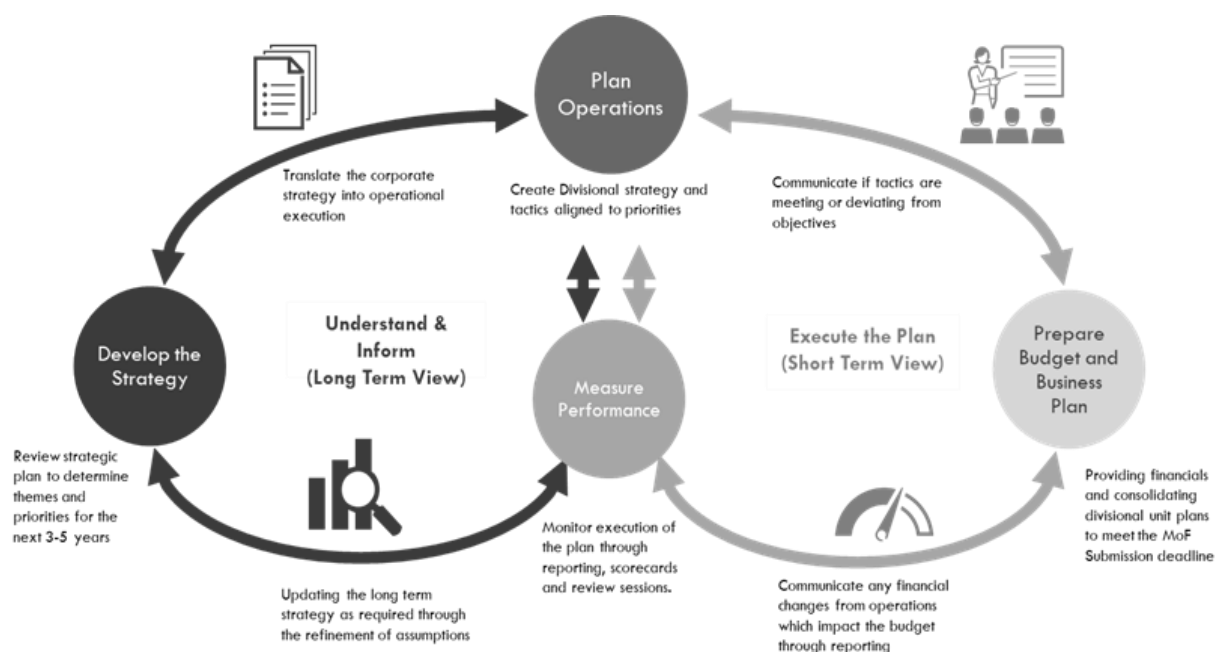 Plan
Operations
Translate the corporate
strategy into operational
execution
Create Divisional strategy and
tactics aligned to priorities
Communicate if tactics are
meeting or deviating from
objectives
Develop the
Strategy
Understand &
Inform
(Long Term View)
Measure
Performance
Execute the Plan
(Short Term View)
Prepare
Budget and
Business
Plan
Review strategic
plan to determine
themes and
priorities for the
next 3-5 years
Updating the long term
strategy as required through
the refinement of assumptions
Monitor execution of
the plan through
reporting, scorecards
and review sessions.
Communicate any financial
changes from operations
which impact the budget
through reporting
Providing financials
and consolidating
divisional unit plans
to meet the MoF
Submission deadline